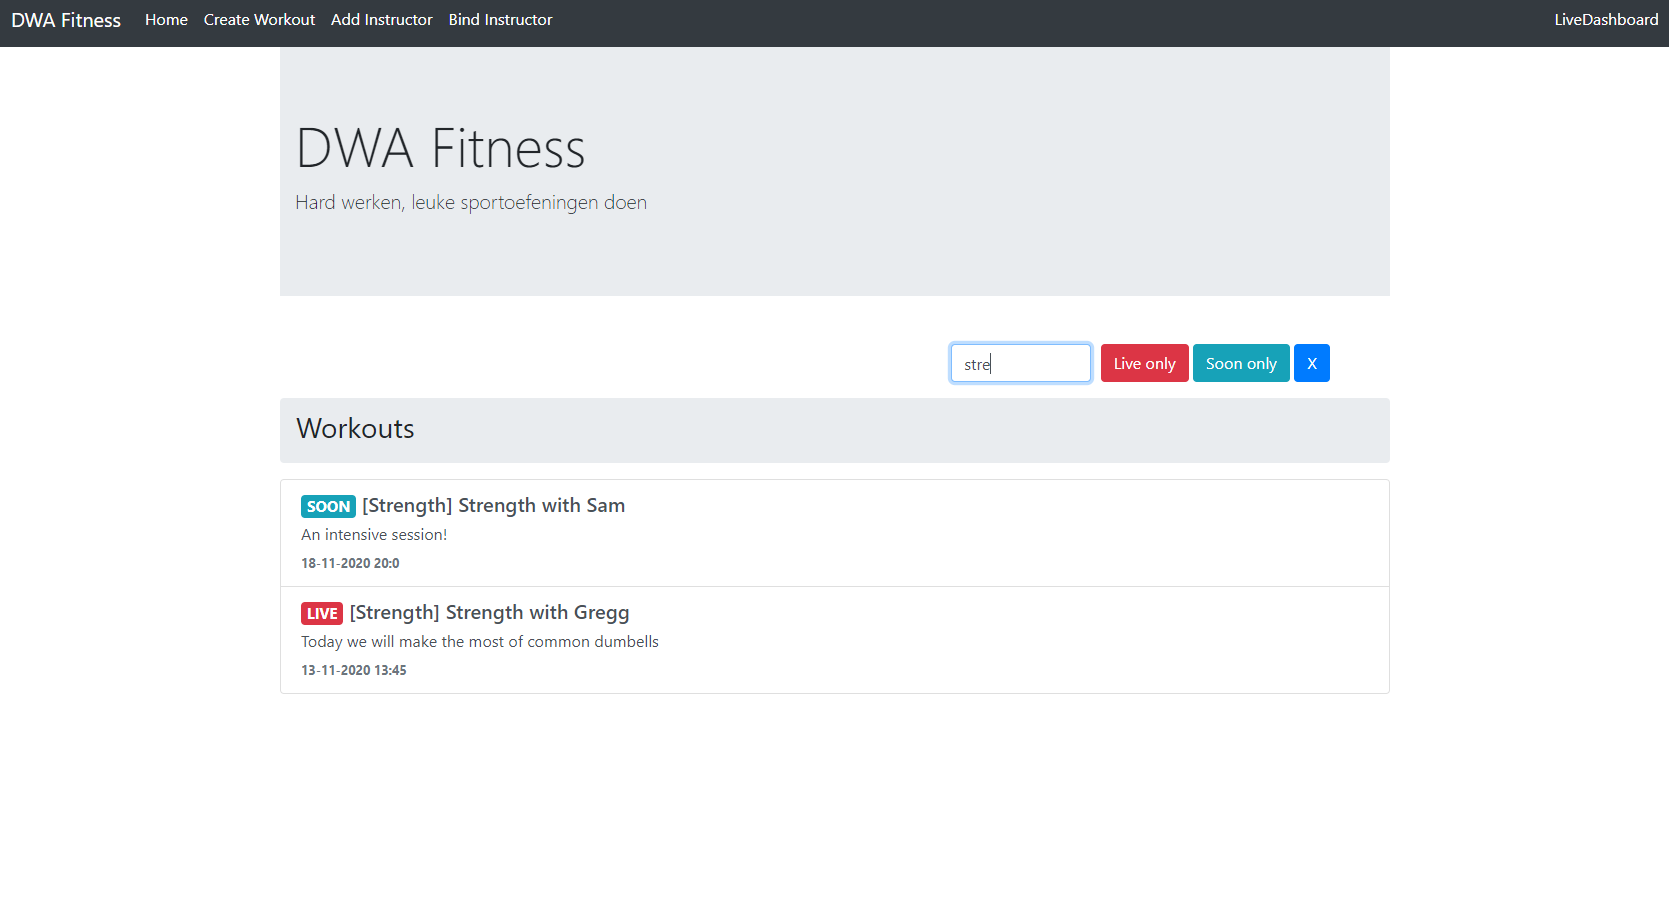 DWA Fitness Home Create Workout Add Instructor Bind Instructor LiveDashboard
DWA Fitness
Hard werken, leuke sportoefeningen doen
stre Live only Soon only X
Workouts
SOON [Strength] Strength with Sam
An intensive session!
18-11-2020 20:0
LIVE [Strength] Strength with Gregg
Today we will make the most of common dumbells
13-11-2020 13:45